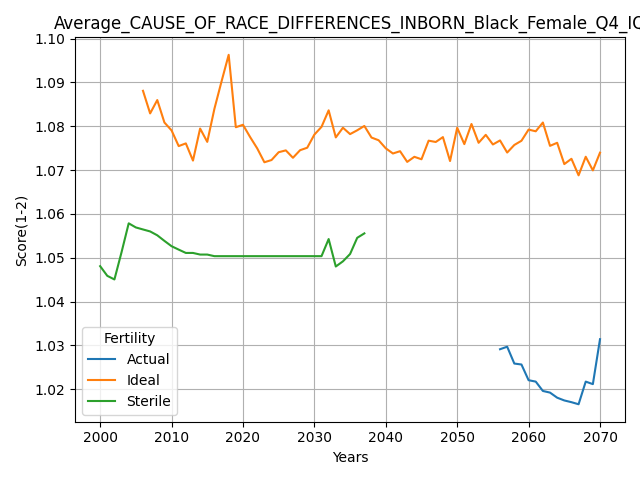 Average_CAUSE_OF_RACE_DIFFERENCES_INBORN_Black_Female_Q4_IC
1.10
1.09
1.08
1.07
1.06
1.05
1.04
1.03
1.02
Score(1-2)
Fertility
Actual
Ideal
Sterile
2000 2010 2020 2030 2040 2050 2060 2070
Years